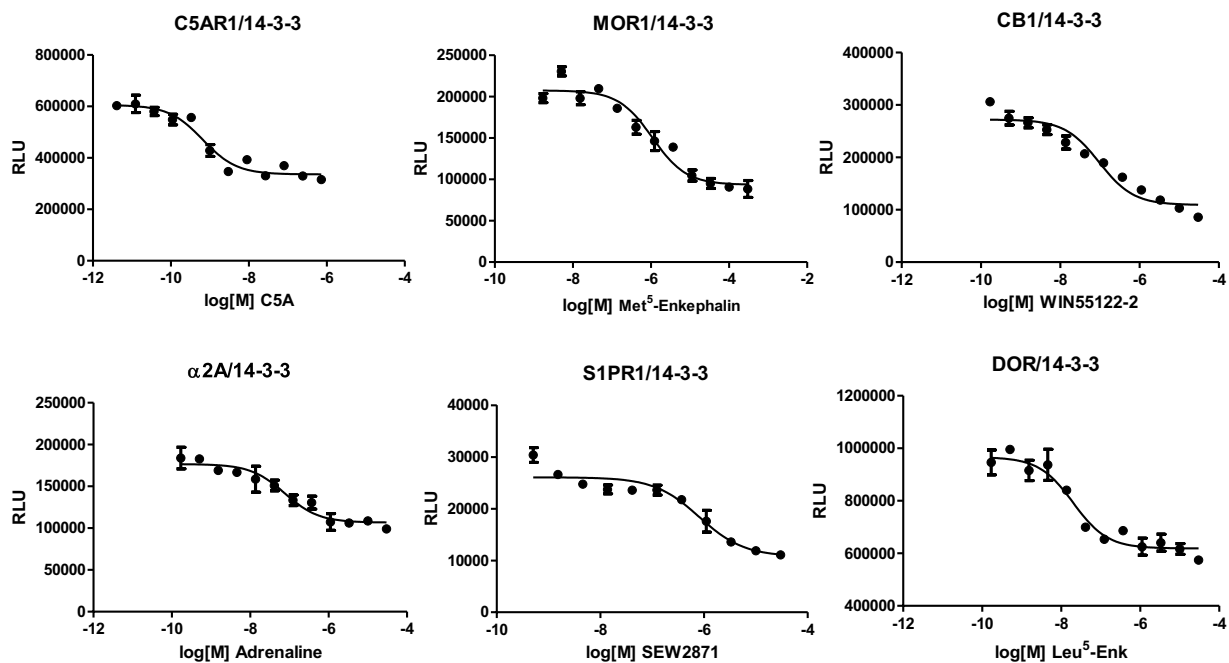 C5AR1/14-3-3
800000
600000
400000
200000
0
RLU
-12 -10 -8 -6 -4
log[M] C5A
MOR1/14-3-3
250000
200000
150000
100000
50000
0
RLU
-10 -8 -6 -4 -2
log[M] Met⁵-Enkephalin
CB1/14-3-3
400000
300000
200000
100000
0
RLU
-10 -8 -6 -4
log[M] WIN55122-2
α2A/14-3-3
250000
200000
150000
100000
50000
0
RLU
-12 -10 -8 -6 -4
log[M] Adrenaline
S1PR1/14-3-3
40000
30000
20000
10000
0
RLU
-10 -8 -6 -4
log[M] SEW2871
DOR/14-3-3
1200000
1000000
800000
600000
400000
RLU
-12 -10 -8 -6 -4
log[M] Leu⁵-Enk